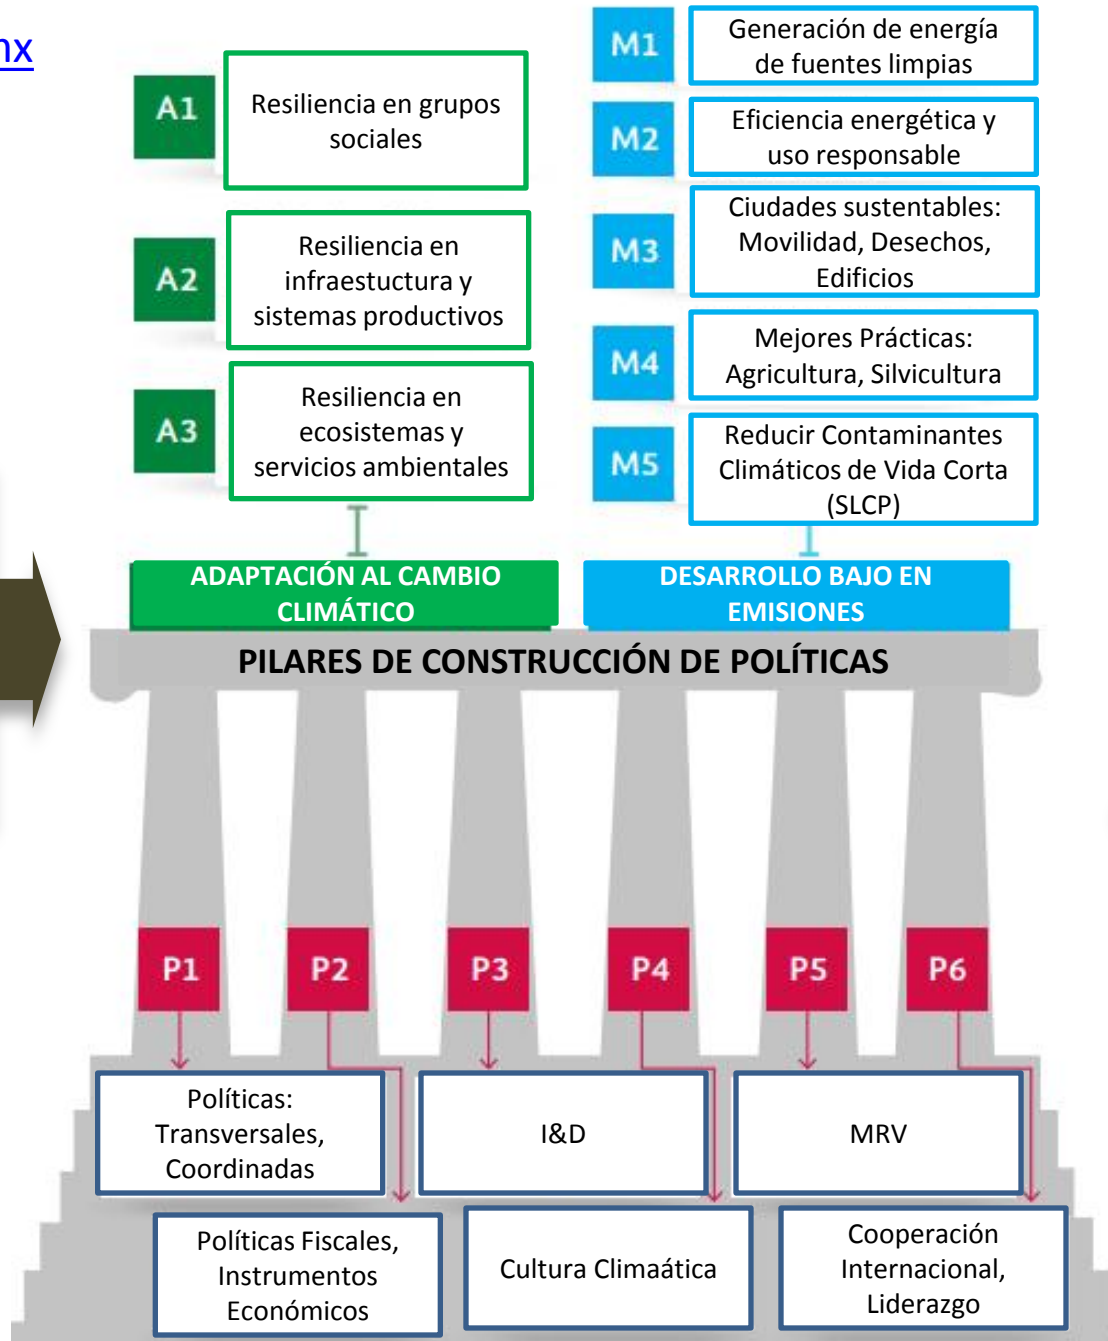 nx
A1
Resiliencia en grupos
sociales
A2
Resiliencia en
infraestuctura y
sistemas productivos
A3
Resiliencia en
ecosistemas y
servicios ambientales
M1
Generación de energía
de fuentes limpias
M2
Eficiencia energética y
uso responsable
M3
Ciudades sustentables:
Movilidad, Desechos,
Edificios
M4
Mejores Prácticas:
Agricultura, Silvicultura
M5
Reducir Contaminantes
Climáticos de Vida Corta
(SLCP)
ADAPTACIÓN AL CAMBIO
CLIMÁTICO
DESARROLLO BAJO EN
EMISIONES
PILARES DE CONSTRUCCIÓN DE POLÍTICAS
P1
P2
P3
P4
P5
P6
Políticas:
Transversales,
Coordinadas
I&D
MRV
Políticas Fiscales,
Instrumentos
Económicos
Cultura Climaática
Cooperación
Internacional,
Liderazgo